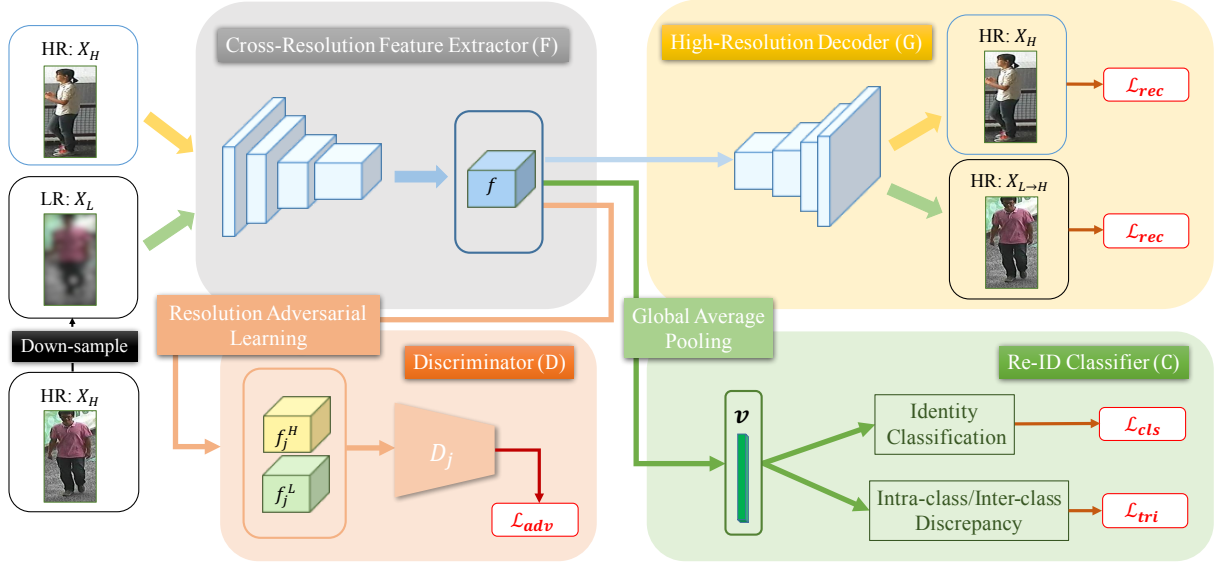 HR: X_H
LR: X_L
Down-sample
HR: X_H
Cross-Resolution Feature Extractor (F)
f
High-Resolution Decoder (G)
HR: X_H
ℒ_rec
HR: X_{L→H}
ℒ_rec
Resolution Adversarial
Learning
Discriminator (D)
f_j^H
f_j^L
D_j
ℒ_adv
Global Average
Pooling
Re-ID Classifier (C)
v
Identity
Classification
ℒ_cls
Intra-class/Inter-class
Discrepancy
ℒ_tri